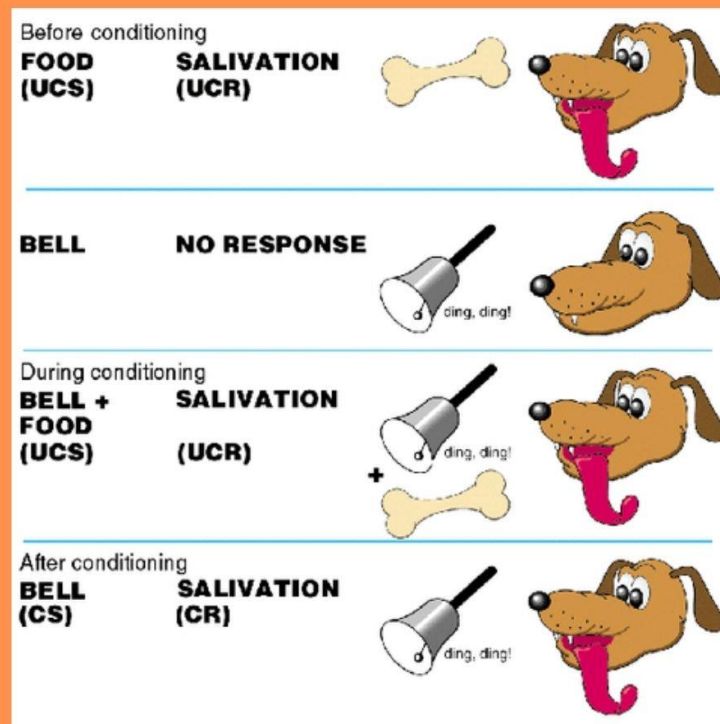 Before conditioning
FOOD SALIVATION
(UCS) (UCR)
BELL NO RESPONSE
ding, ding!
During conditioning
BELL + SALIVATION
FOOD
(UCS) (UCR)
ding, ding!
+
After conditioning
BELL SALIVATION
(CS) (CR)
ding, ding!